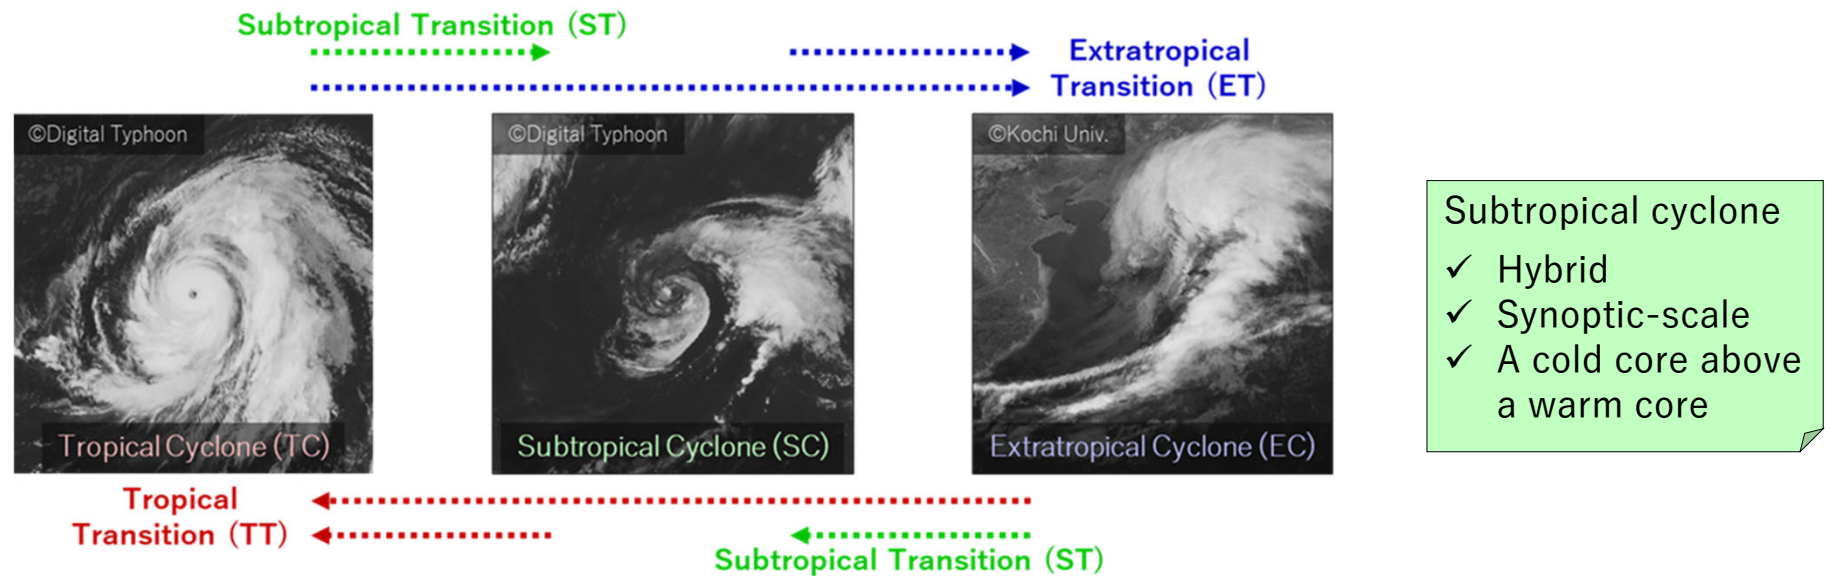 Subtropical Transition (ST)
Extratropical
Transition (ET)
©Digital Typhoon
©Digital Typhoon
©Kochi Univ.
Tropical Cyclone (TC)
Subtropical Cyclone (SC)
Extratropical Cyclone (EC)
Tropical
Transition (TT)
Subtropical Transition (ST)
Subtropical cyclone
✓ Hybrid
✓ Synoptic-scale
✓ A cold core above
a warm core